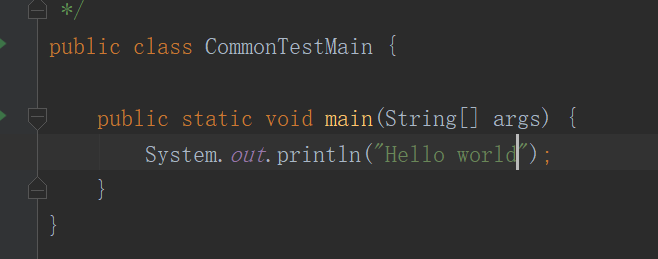 */
public class CommonTestMain {
public static void main(String[] args) {
System.out.println("Hello world");
}
}